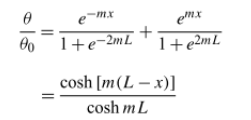 θ/θ₀ = e^{-mx}/(1 + e^{-2mL}) + e^{mx}/(1 + e^{2mL})
= cosh [m(L − x)]/cosh mL